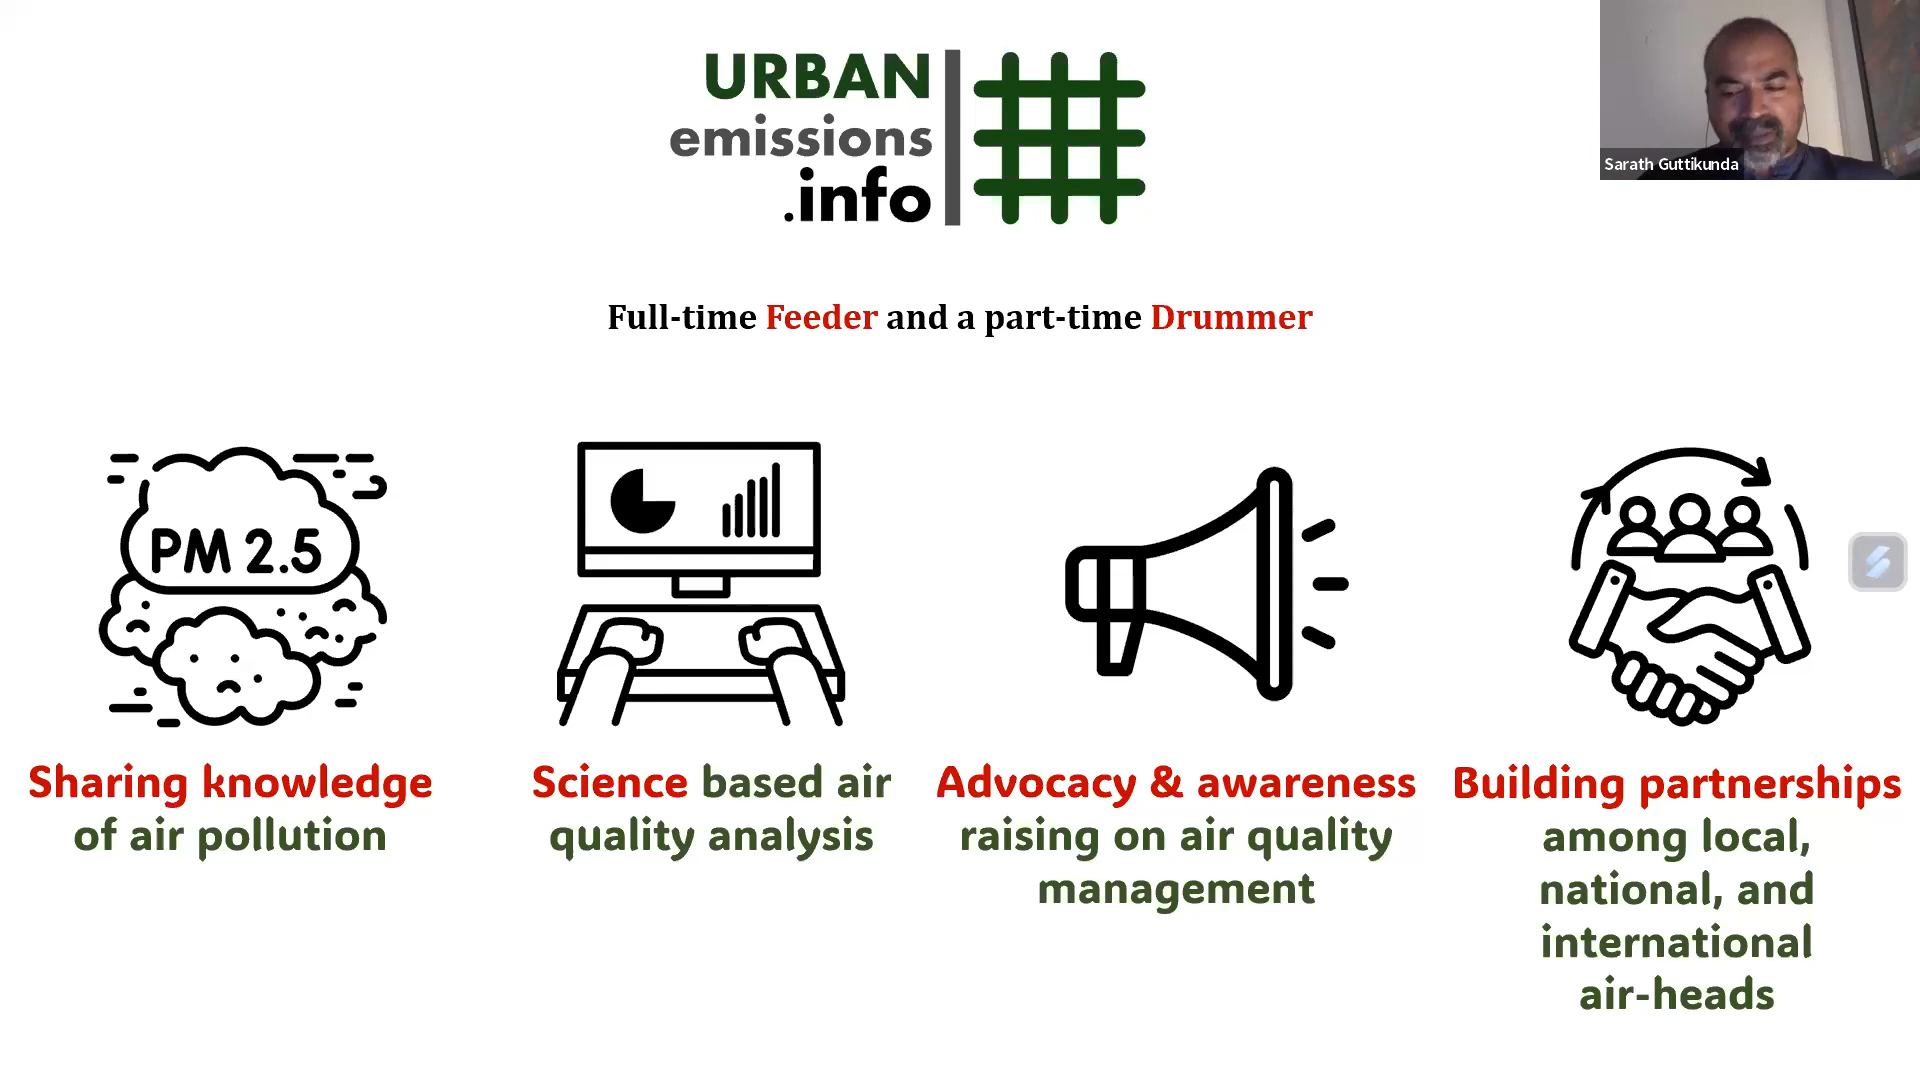 URBAN
emissions
.info
Sarath Guttikunda
Full-time Feeder and a part-time Drummer
PM 2.5
Sharing knowledge
of air pollution
Science based air
quality analysis
Advocacy & awareness
raising on air quality
management
Building partnerships
among local,
national, and
international
air-heads